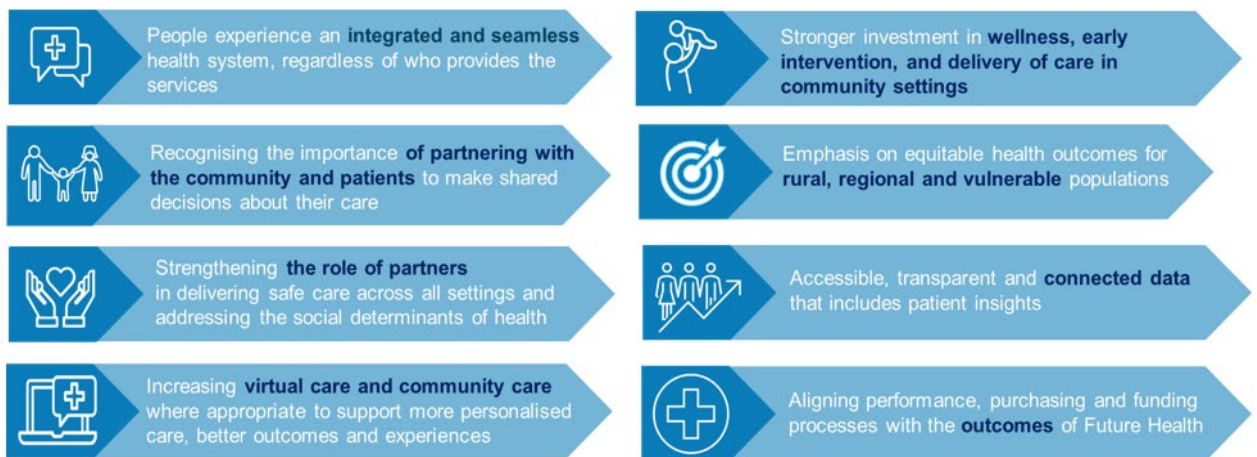 People experience an integrated and seamless
health system, regardless of who provides the
services
Recognising the importance of partnering with
the community and patients to make shared
decisions about their care
Strengthening the role of partners
in delivering safe care across all settings and
addressing the social determinants of health
Increasing virtual care and community care
where appropriate to support more personalised
care, better outcomes and experiences
Stronger investment in wellness, early
intervention, and delivery of care in
community settings
Emphasis on equitable health outcomes for
rural, regional and vulnerable populations
Accessible, transparent and connected data
that includes patient insights
Aligning performance, purchasing and funding
processes with the outcomes of Future Health